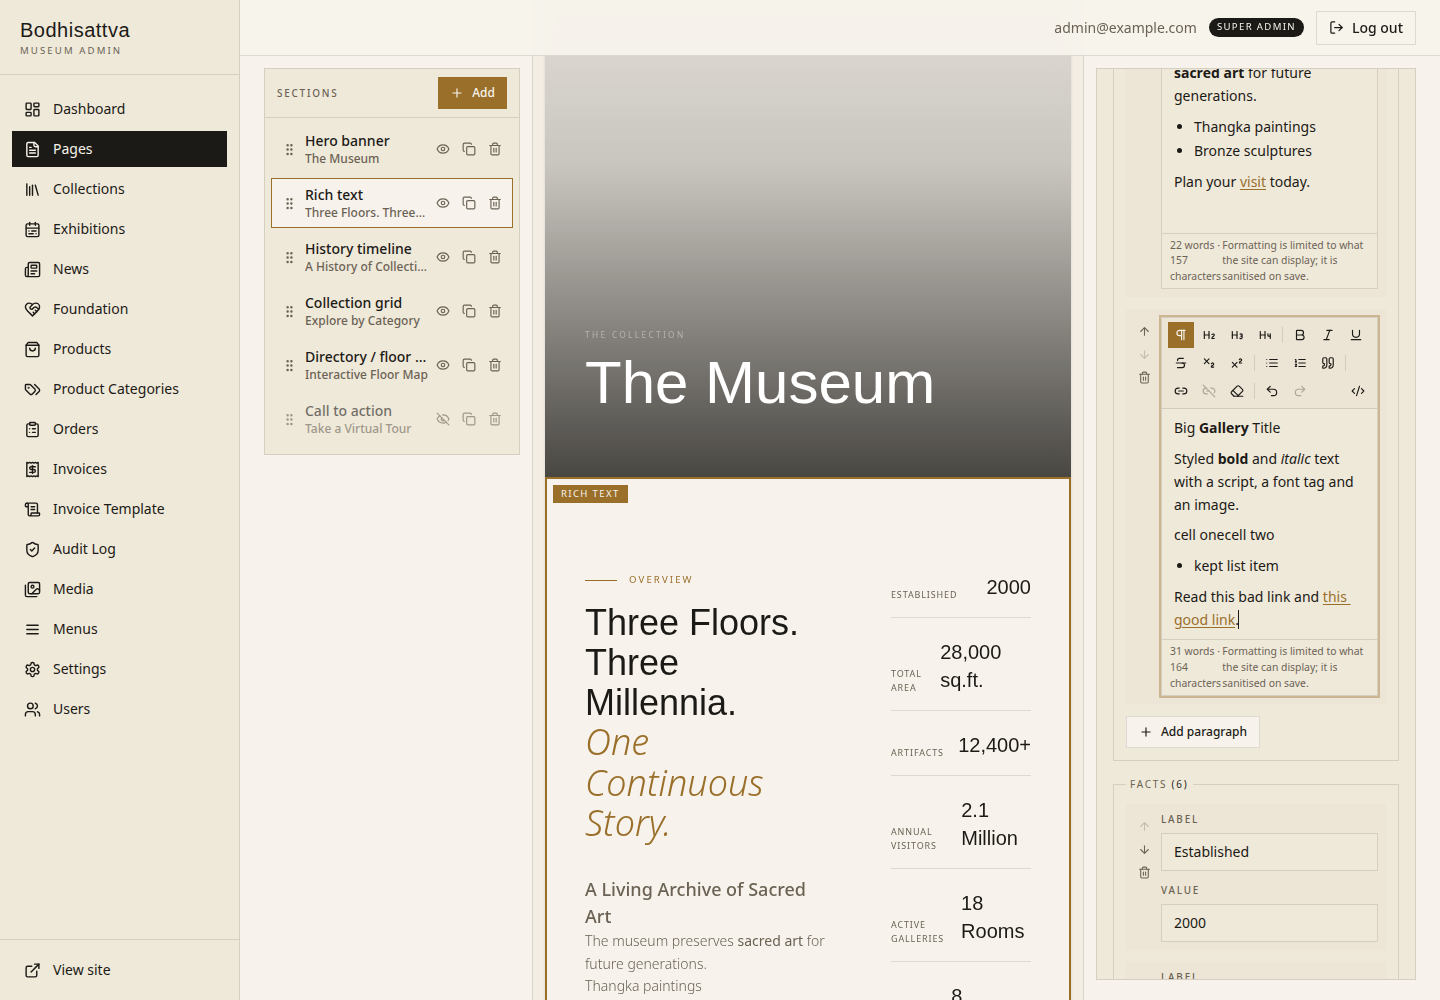 Bodhisattva
MUSEUM ADMIN
Dashboard
Pages
Collections
Exhibitions
News
Foundation
Products
Product Categories
Orders
Invoices
Invoice Template
Audit Log
Media
Menus
Settings
Users
View site
admin@example.com
SUPER ADMIN
Log out
SECTIONS
Add
Hero banner
The Museum
Rich text
Three Floors. Three...
History timeline
A History of Collecti...
Collection grid
Explore by Category
Directory / floor ...
Interactive Floor Map
Call to action
Take a Virtual Tour
THE COLLECTION
The Museum
RICH TEXT
OVERVIEW
Three Floors.
Three
Millennia.
One
Continuous
Story.
A Living Archive of Sacred
Art
The museum preserves sacred art for
future generations.
Thangka paintings
ESTABLISHED 2000
TOTAL AREA 28,000 sq.ft.
ARTIFACTS 12,400+
ANNUAL VISITORS 2.1 Million
ACTIVE GALLERIES 18 Rooms
8
sacred art for future
generations.
Thangka paintings
Bronze sculptures
Plan your visit today.
22 words · 157 characters
Formatting is limited to what
the site can display; it is
sanitised on save.
H2 H3 H4 B I U
S X2 X2
Big Gallery Title
Styled bold and italic text
with a script, a font tag and
an image.
cell onecell two
kept list item
Read this bad link and this
good link.
31 words · 164 characters
Formatting is limited to what
the site can display; it is
sanitised on save.
Add paragraph
FACTS (6)
LABEL
Established
VALUE
2000
LABEL